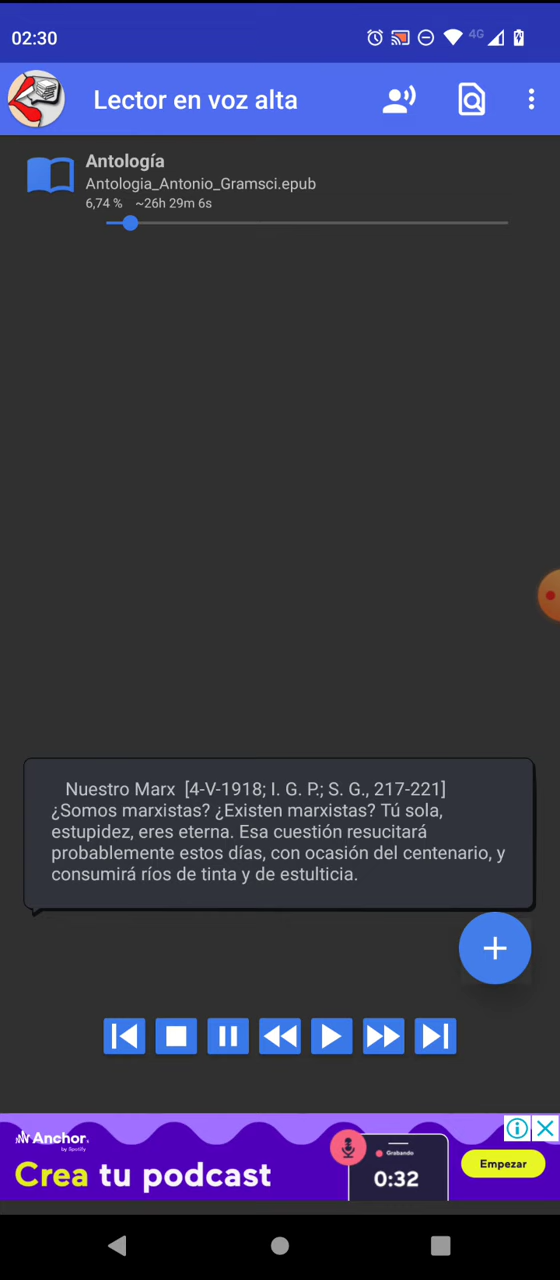 02:30
4G
Lector en voz alta
Antología
Antologia_Antonio_Gramsci.epub
6,74 % ~26h 29m 6s
Nuestro Marx [4-V-1918; I. G. P.; S. G., 217-221]
¿Somos marxistas? ¿Existen marxistas? Tú sola,
estupidez, eres eterna. Esa cuestión resucitará
probablemente estos días, con ocasión del centenario, y
consumirá ríos de tinta y de estulticia.
Anchor
by Spotify
Crea tu podcast
Grabando
0:32
Empezar